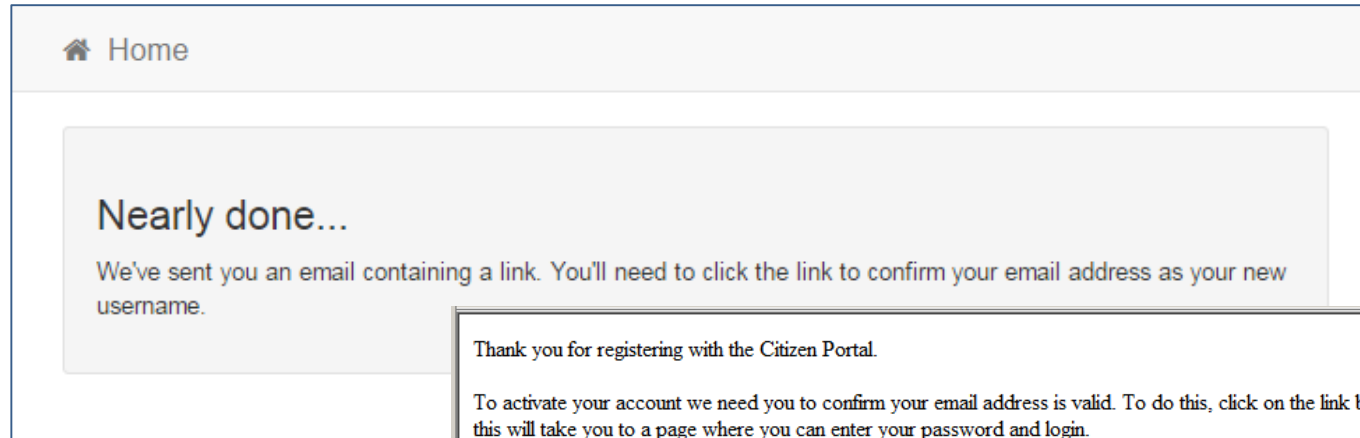 Home
Nearly done...
We've sent you an email containing a link. You'll need to click the link to confirm your email address as your new
username.
Thank you for registering with the Citizen Portal.
To activate your account we need you to confirm your email address is valid. To do this, click on the link
this will take you to a page where you can enter your password and login.